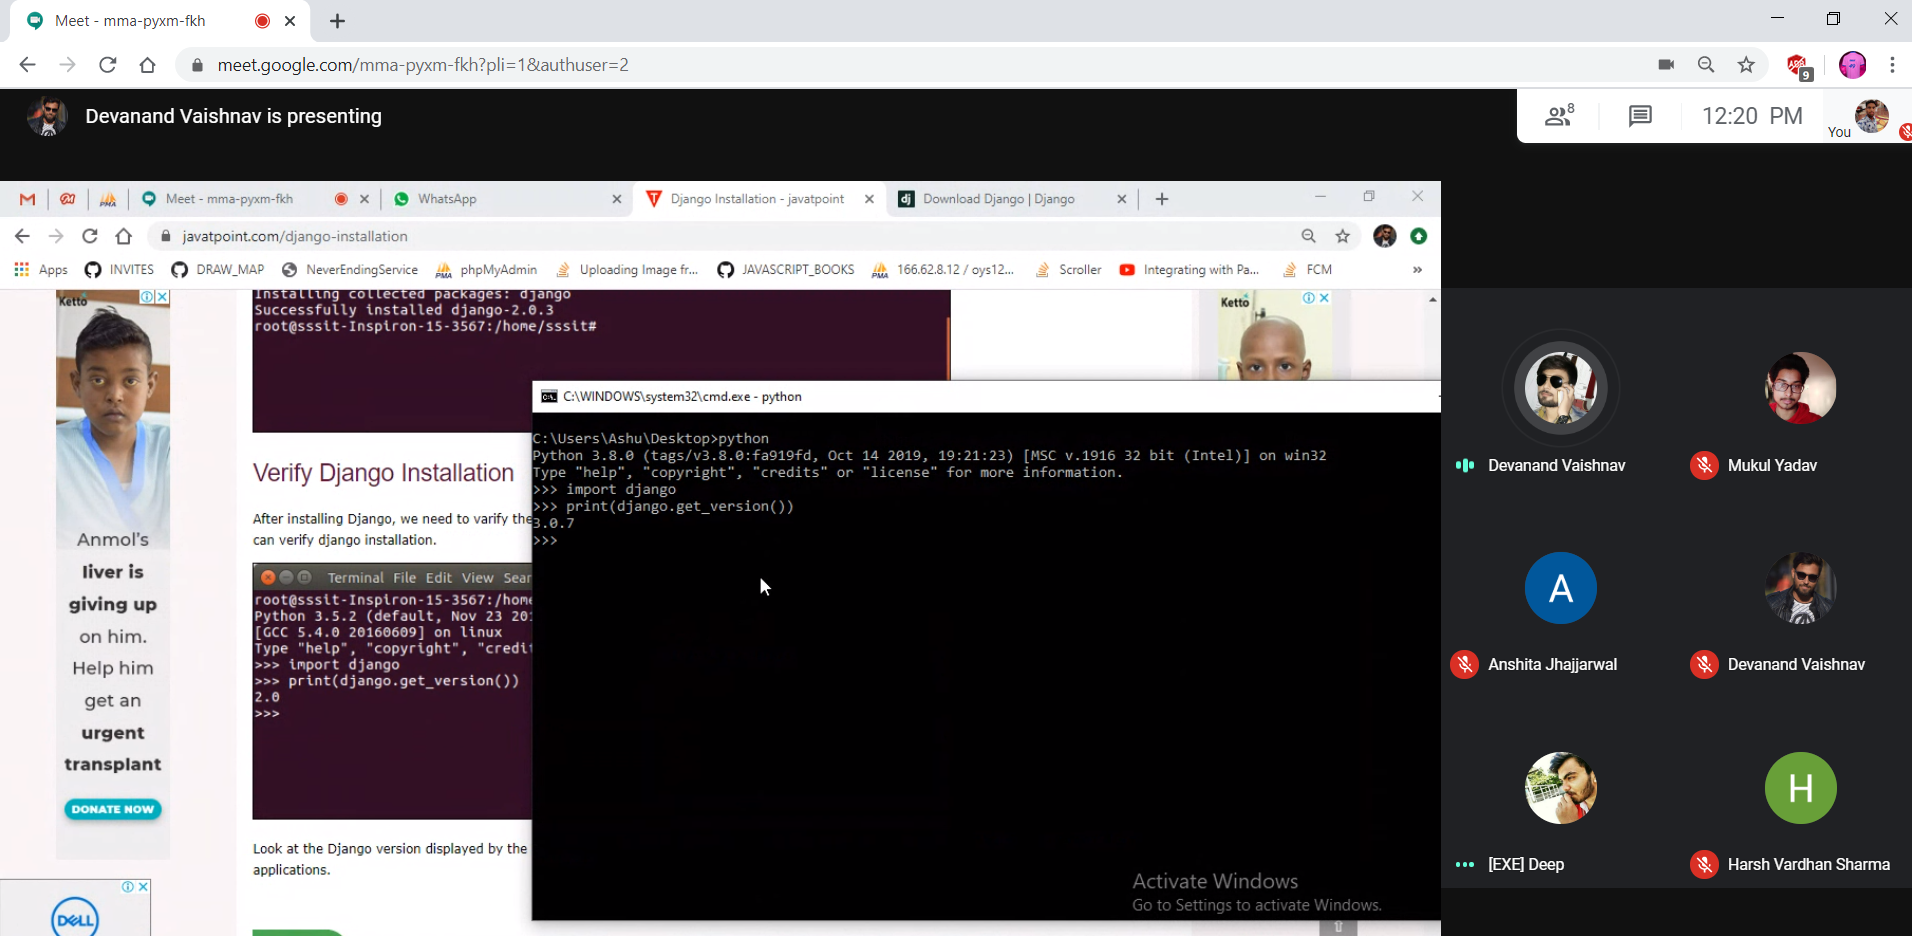 Meet - mma-pyxm-fkh
meet.google.com/mma-pyxm-fkh?pli=1&authuser=2
9
Devanand Vaishnav is presenting
8
12:20 PM
You
Meet - mma-pyxm-fkh
WhatsApp
Django Installation - javatpoint
dj Download Django | Django
javatpoint.com/django-installation
Apps
INVITES
DRAW_MAP
NeverEndingService
PMA phpMyAdmin
Uploading Image fr...
JAVASCRIPT_BOOKS
PMA 166.62.8.12 / oys12...
Scroller
Integrating with Pa...
FCM
»
Ketto
Anmol's
liver is
giving up
on him.
Help him
get an
urgent
transplant
DONATE NOW
DELL
Installing collected packages: django
Successfully installed django-2.0.3
root@sssit-Inspiron-15-3567:/home/sssit#
Ketto
Verify Django Installation
After installing Django, we need to varify the
can verify django installation.
Terminal File Edit View Sear
root@sssit-Inspiron-15-3567:/home
Python 3.5.2 (default, Nov 23 201
[GCC 5.4.0 20160609] on linux
Type "help", "copyright", "credit
>>> import django
>>> print(django.get_version())
2.0
>>>
Look at the Django version displayed by the
applications.
C:\WINDOWS\system32\cmd.exe - python
C:\Users\Ashu\Desktop>python
Python 3.8.0 (tags/v3.8.0:fa919fd, Oct 14 2019, 19:21:23) [MSC v.1916 32 bit (Intel)] on win32
Type "help", "copyright", "credits" or "license" for more information.
>>> import django
>>> print(django.get_version())
3.0.7
>>>
Activate Windows
Go to Settings to activate Windows.
Devanand Vaishnav
Mukul Yadav
A
Anshita Jhajjarwal
Devanand Vaishnav
[EXE] Deep
H
Harsh Vardhan Sharma